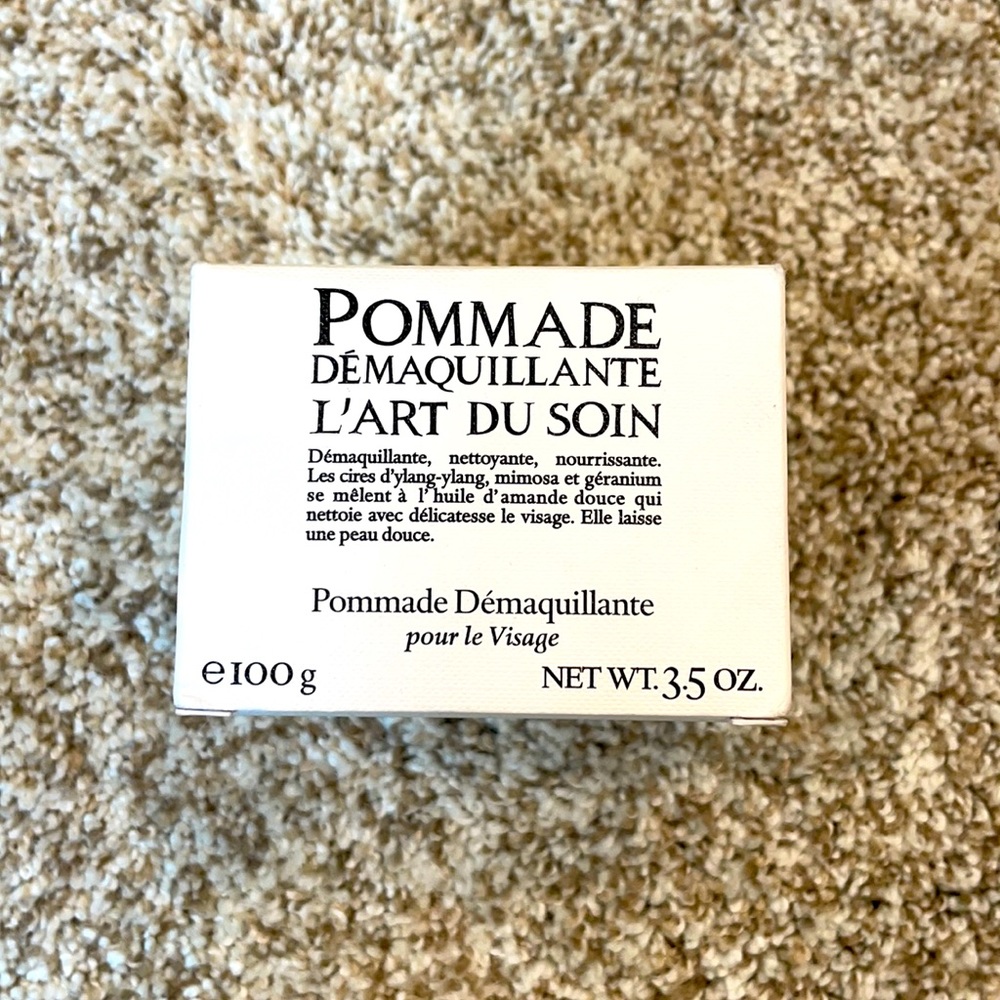 POMMADE
DÉMAQUILLANTE
L'ART DU SOIN
Démaquillante, nettoyante, nourrissante.
Les cires d'ylang-ylang, mimosa et géranium
se mêlent à l'huile d'amande douce qui
nettoie avec délicatesse le visage. Elle laisse
une peau douce.
Pommade Démaquillante
pour le Visage
℮100 g
NET WT. 3.5 OZ.